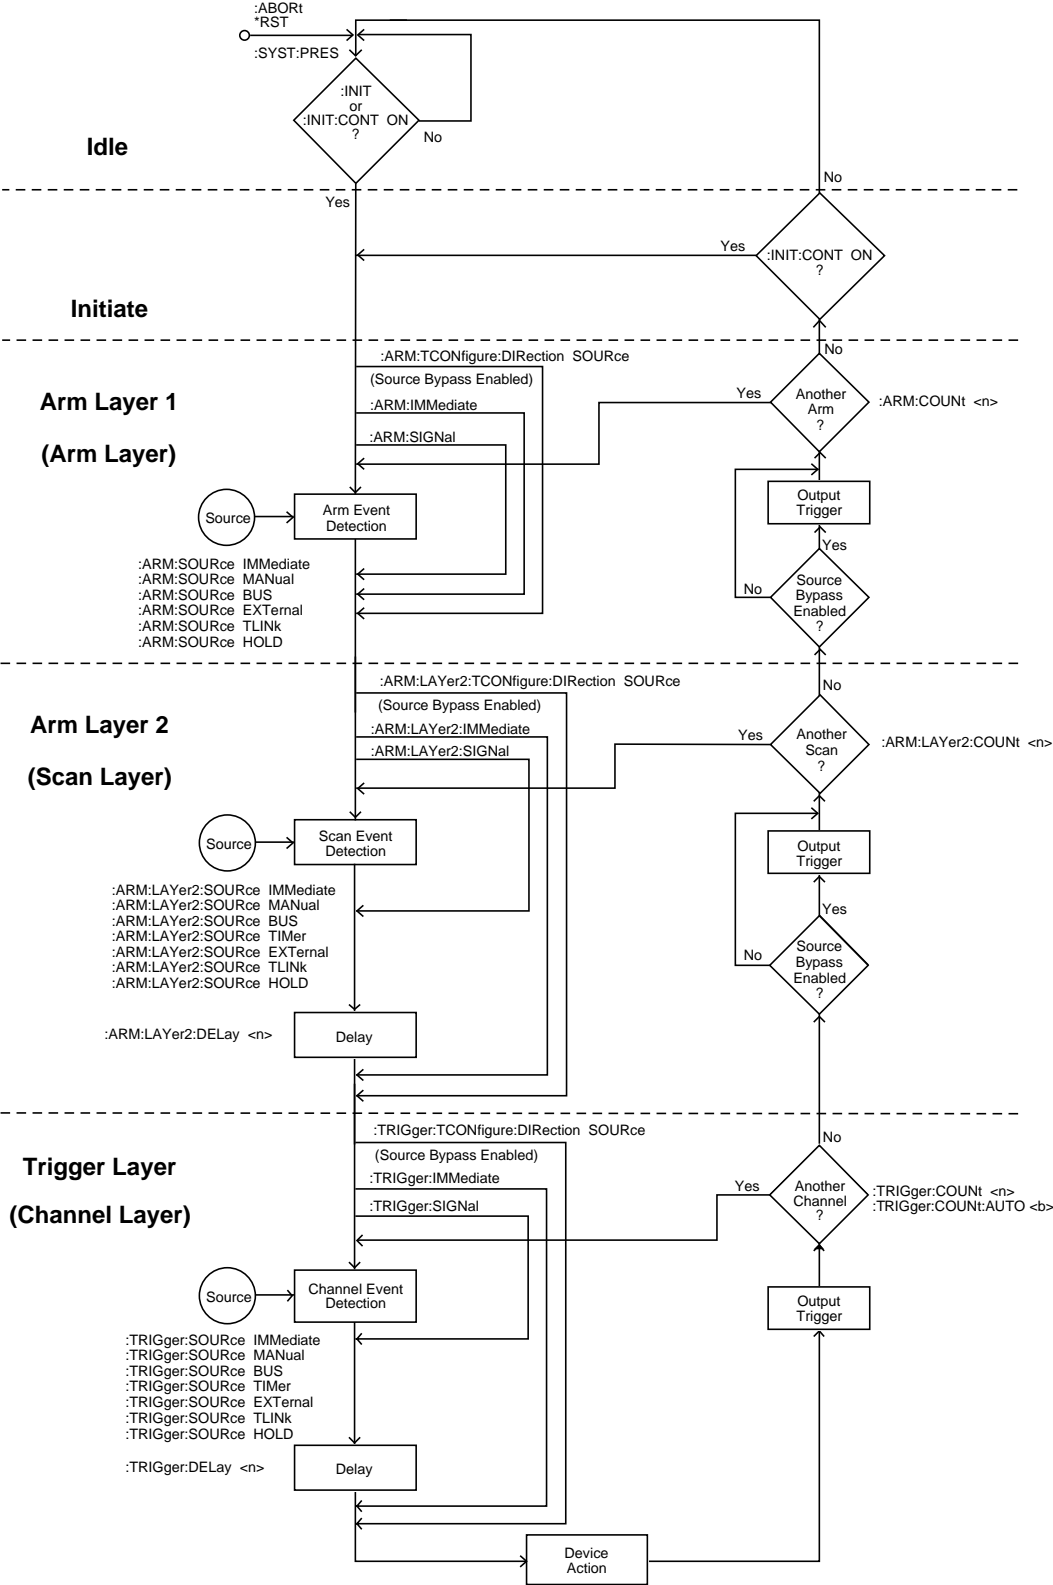 :ABORt
*RST
:SYST:PRES
:INIT
or
:INIT:CONT ON
?
No
Idle
No
Yes
Yes
:INIT:CONT ON
?
Initiate
:ARM:TCONfigure:DIRection SOURce
No
(Source Bypass Enabled)
Arm Layer 1
:ARM:IMMediate
Yes
Another
Arm
?
:ARM:COUNt <n>
:ARM:SIGNal
(Arm Layer)
Source
Arm Event
Detection
Output
Trigger
Yes
:ARM:SOURce IMMediate
:ARM:SOURce MANual
:ARM:SOURce BUS
:ARM:SOURce EXTernal
:ARM:SOURce TLINk
:ARM:SOURce HOLD
No
Source
Bypass
Enabled
?
:ARM:LAYer2:TCONfigure:DIRection SOURce
No
(Source Bypass Enabled)
Arm Layer 2
:ARM:LAYer2:IMMediate
:ARM:LAYer2:SIGNal
Yes
Another
Scan
?
:ARM:LAYer2:COUNt <n>
(Scan Layer)
Source
Scan Event
Detection
Output
Trigger
:ARM:LAYer2:SOURce IMMediate
:ARM:LAYer2:SOURce MANual
:ARM:LAYer2:SOURce BUS
:ARM:LAYer2:SOURce TIMer
:ARM:LAYer2:SOURce EXTernal
:ARM:LAYer2:SOURce TLINk
:ARM:LAYer2:SOURce HOLD
Yes
No
Source
Bypass
Enabled
?
:ARM:LAYer2:DELay <n>
Delay
:TRIGger:TCONfigure:DIRection SOURce
No
(Source Bypass Enabled)
Trigger Layer
:TRIGger:IMMediate
:TRIGger:SIGNal
Yes
Another
Channel
?
:TRIGger:COUNt <n>
:TRIGger:COUNt:AUTO <b>
(Channel Layer)
Source
Channel Event
Detection
Output
Trigger
:TRIGger:SOURce IMMediate
:TRIGger:SOURce MANual
:TRIGger:SOURce BUS
:TRIGger:SOURce TIMer
:TRIGger:SOURce EXTernal
:TRIGger:SOURce TLINk
:TRIGger:SOURce HOLD
:TRIGger:DELay <n>
Delay
Device
Action